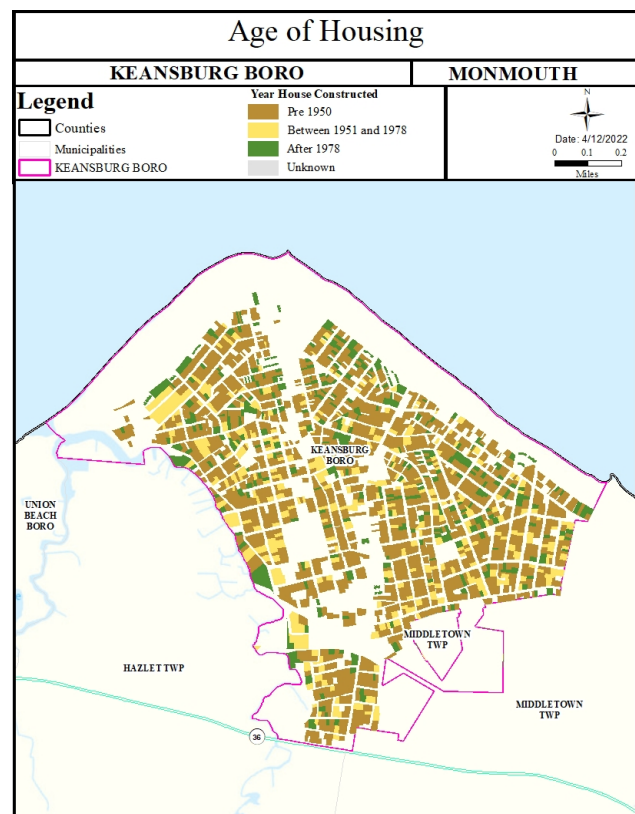 Age of Housing
KEANSBURG BORO
MONMOUTH
Legend
Counties
Municipalities
KEANSBURG BORO
Year House Constructed
Pre 1950
Between 1951 and 1978
After 1978
Unknown
N
Date: 4/12/2022
0 0.1 0.2
Miles
KEANSBURG
BORO
UNION
BEACH
BORO
MIDDLETOWN
TWP
HAZLET TWP
MIDDLETOWN
TWP
36